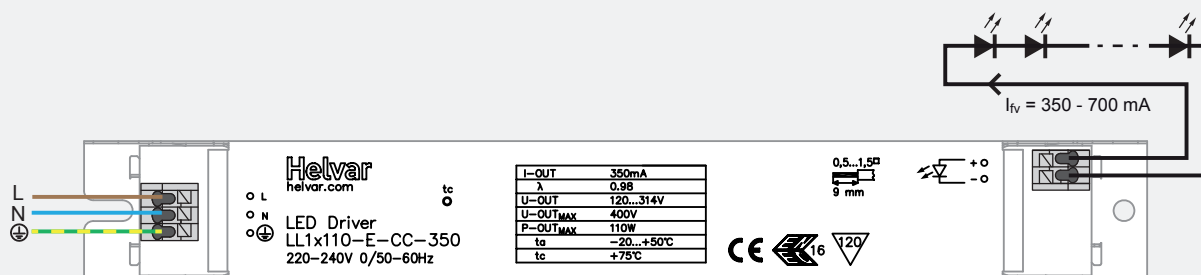 I_fv = 350 - 700 mA
L
N
Helvar
helvar.com
LED Driver
LL1x110-E-CC-350
220-240V 0/50-60Hz
L
N
tc
I-OUT 350mA
λ 0.98
U-OUT 120...314V
U-OUT_MAX 400V
P-OUT_MAX 110W
ta -20...+50°C
tc +75°C
0,5...1,5□
9 mm
+
-
CE
16
120